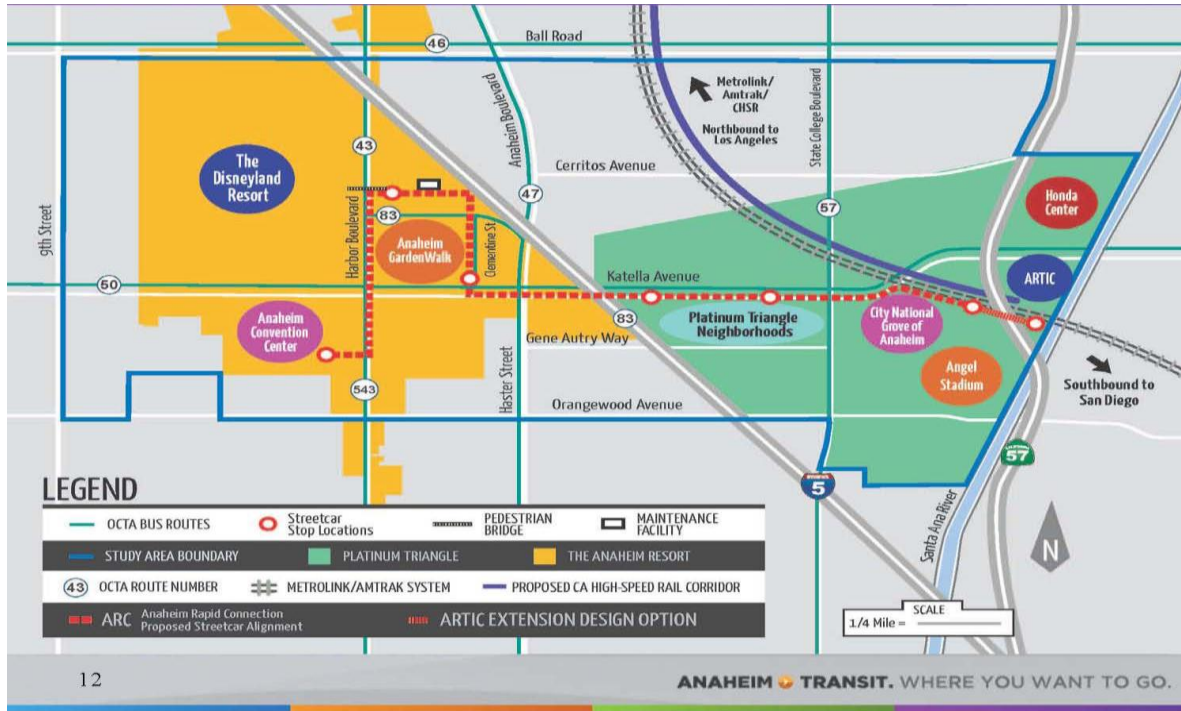 46
Ball Road
Metrolink/
Amtrak/
CHSR
Northbound to
Los Angeles
Anaheim Boulevard
State College Boulevard
43
Cerritos Avenue
The
Disneyland
Resort
47
57
Honda
Center
9th Street
Harbor Boulevard
83
Anaheim
GardenWalk
Clementine St.
Katella Avenue
ARTIC
50
Anaheim
Convention
Center
83
Platinum Triangle
Neighborhoods
City National
Grove of
Anaheim
Gene Autry Way
Angel
Stadium
Southbound to
San Diego
543
Haster Street
Orangewood Avenue
5
CALIFORNIA
57
Santa Ana River
N
LEGEND
OCTA BUS ROUTES
Streetcar
Stop Locations
PEDESTRIAN
BRIDGE
MAINTENANCE
FACILITY
STUDY AREA BOUNDARY
PLATINUM TRIANGLE
THE ANAHEIM RESORT
43 OCTA ROUTE NUMBER
METROLINK/AMTRAK SYSTEM
PROPOSED CA HIGH-SPEED RAIL CORRIDOR
ARC Anaheim Rapid Connection
Proposed Streetcar Alignment
ARTIC EXTENSION DESIGN OPTION
SCALE
1/4 Mile =
12
ANAHEIM TRANSIT. WHERE YOU WANT TO GO.